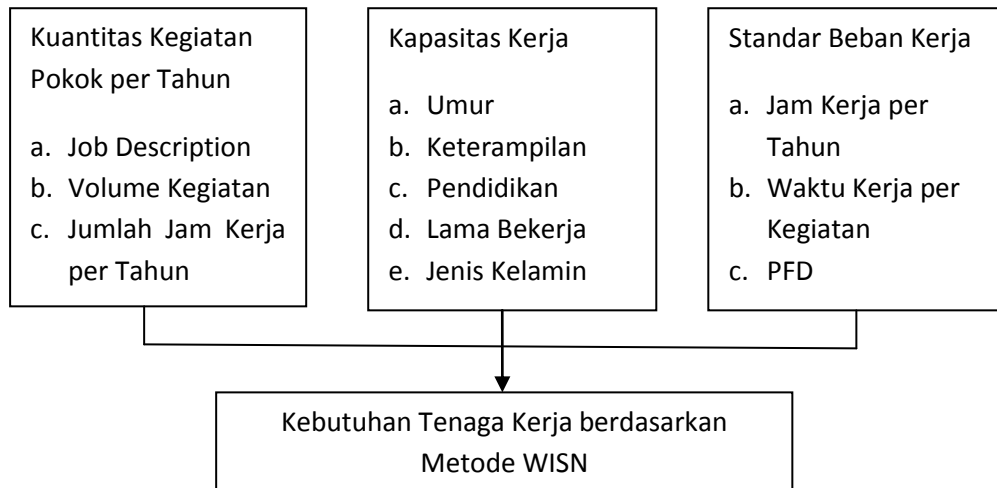 Kuantitas Kegiatan
Pokok per Tahun
a. Job Description
b. Volume Kegiatan
c. Jumlah Jam Kerja
per Tahun
Kapasitas Kerja
a. Umur
b. Keterampilan
c. Pendidikan
d. Lama Bekerja
e. Jenis Kelamin
Standar Beban Kerja
a. Jam Kerja per
Tahun
b. Waktu Kerja per
Kegiatan
c. PFD
Kebutuhan Tenaga Kerja berdasarkan
Metode WISN